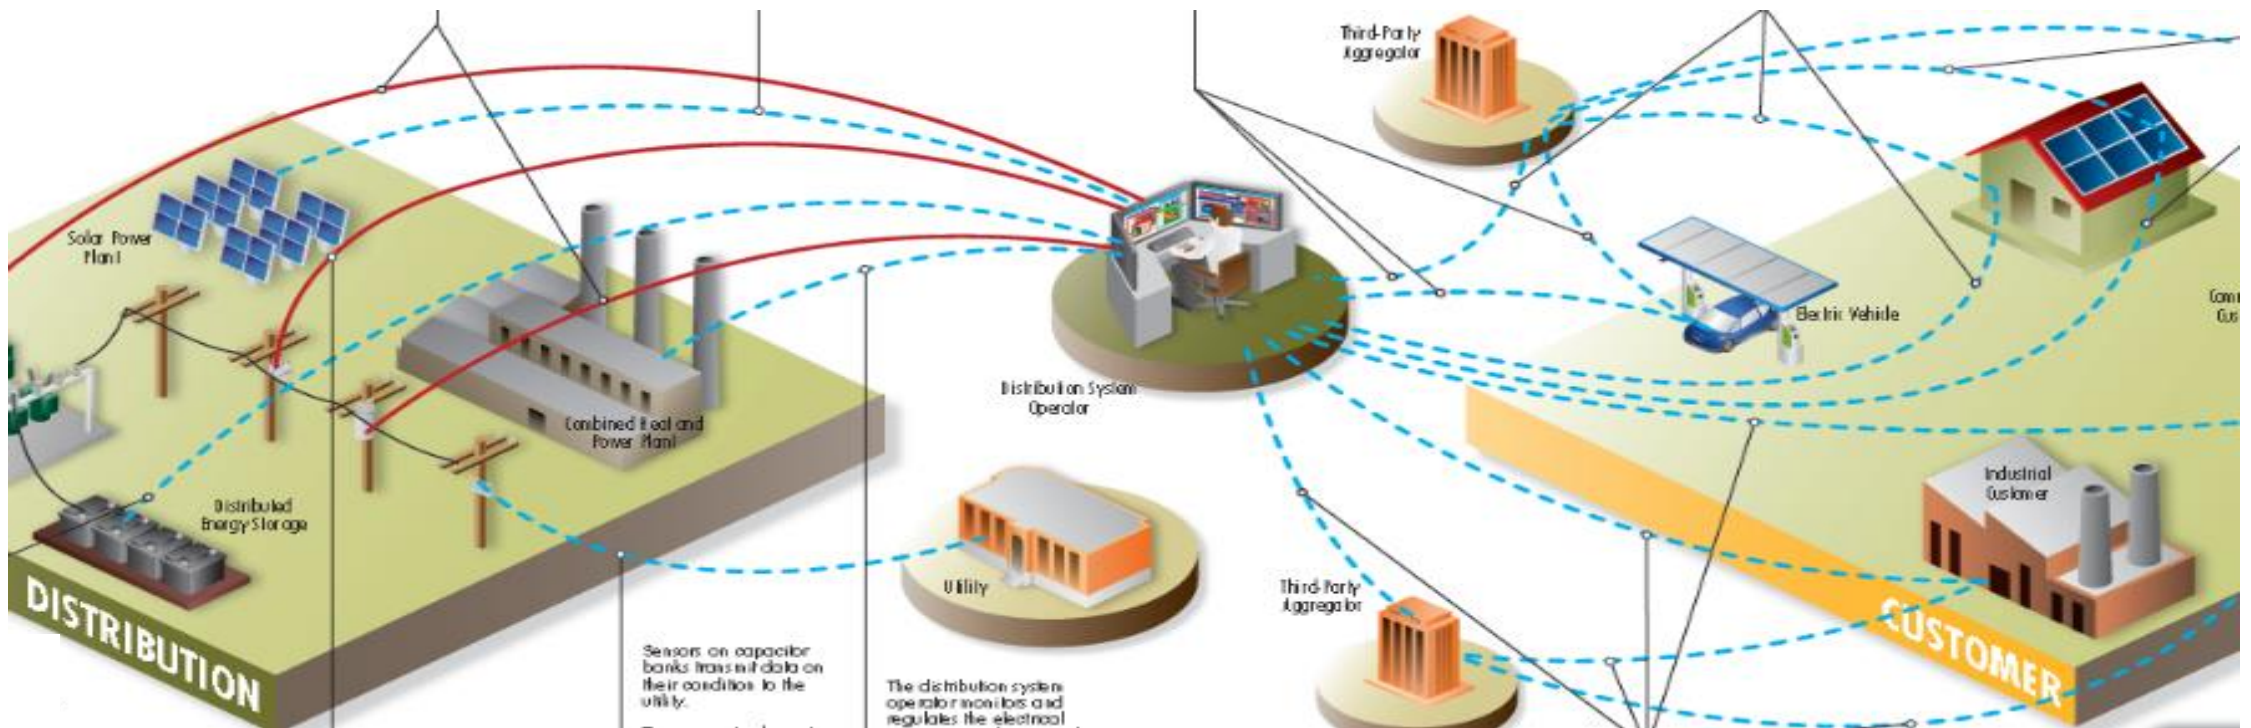 Third-Party
Aggregator
Solar Power
Plant
Electric Vehicle
Distribution System
Operator
Combined Heat and
Power Plant
Industrial
Customer
Distributed
Energy Storage
Utility
Third-Party
Aggregator
DISTRIBUTION
CUSTOMER
Sensors on capacitor
banks transmit data on
their condition to the
utility.
The distribution system
operator monitors and
regulates the electrical